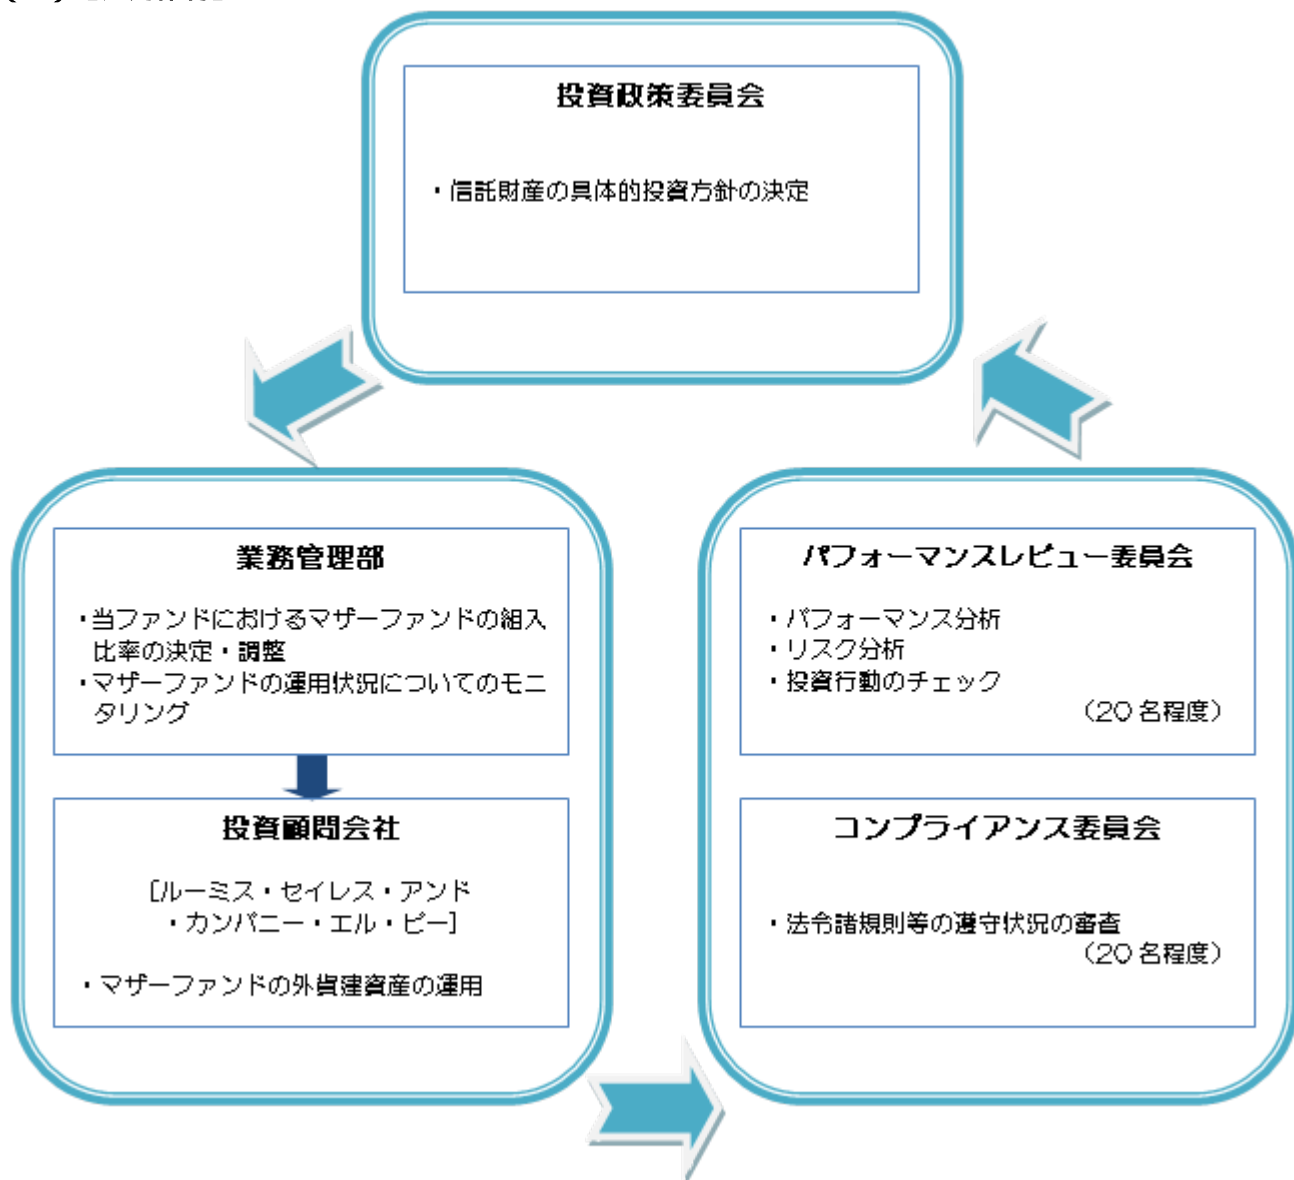 投資政策委員会
・信託財産の具体的投資方針の決定
業務管理部
・当ファンドにおけるマザーファンドの組入
比率の決定・調整
・マザーファンドの運用状況についてのモニ
タリング
投資顧問会社
[ルーミス・セイレス・アンド
・カンパニー・エル・ピー]
・マザーファンドの外貨建資産の運用
パフォーマンスレビュー委員会
・パフォーマンス分析
・リスク分析
・投資行動のチェック
（20 名程度）
コンプライアンス委員会
・法令諸規則等の遵守状況の審査
（20 名程度）